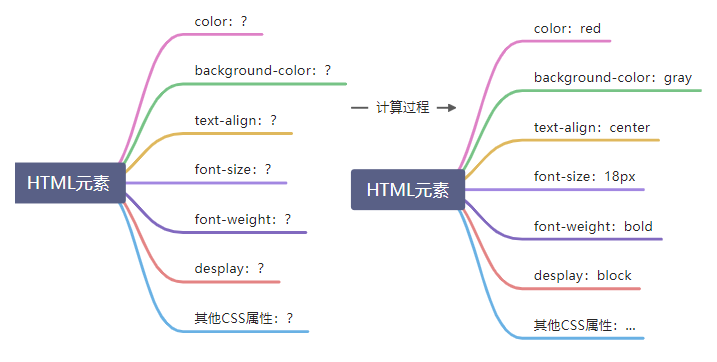 color: ?
background-color: ?
text-align: ?
HTML元素
font-size: ?
font-weight: ?
desplay: ?
其他CSS属性: ?
计算过程
color: red
background-color: gray
text-align: center
HTML元素
font-size: 18px
font-weight: bold
desplay: block
其他CSS属性: ...